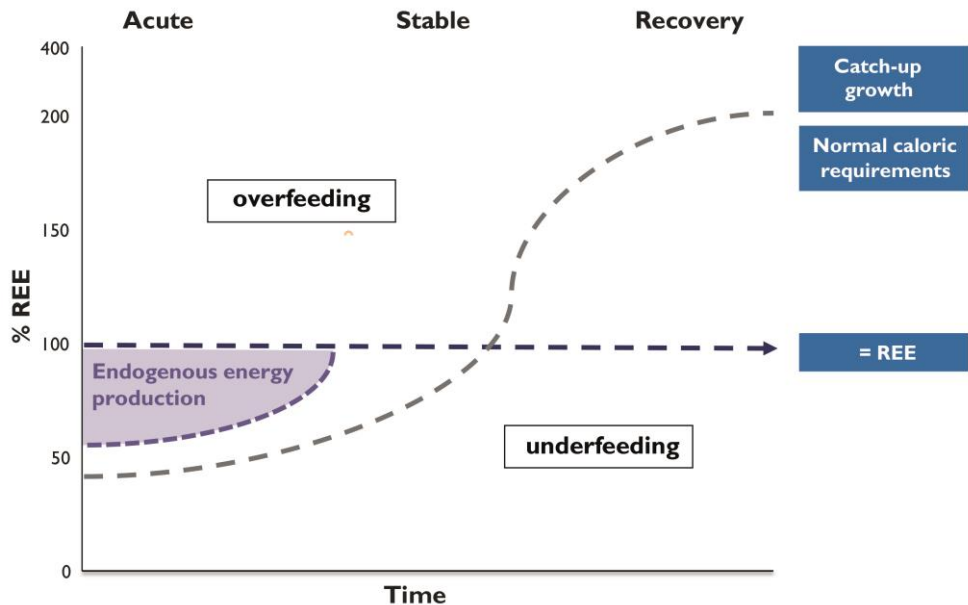 Acute Stable Recovery
400
200
150
100
50
0
% REE
overfeeding
Endogenous energy
production
underfeeding
Time
Catch-up
growth
Normal caloric
requirements
= REE